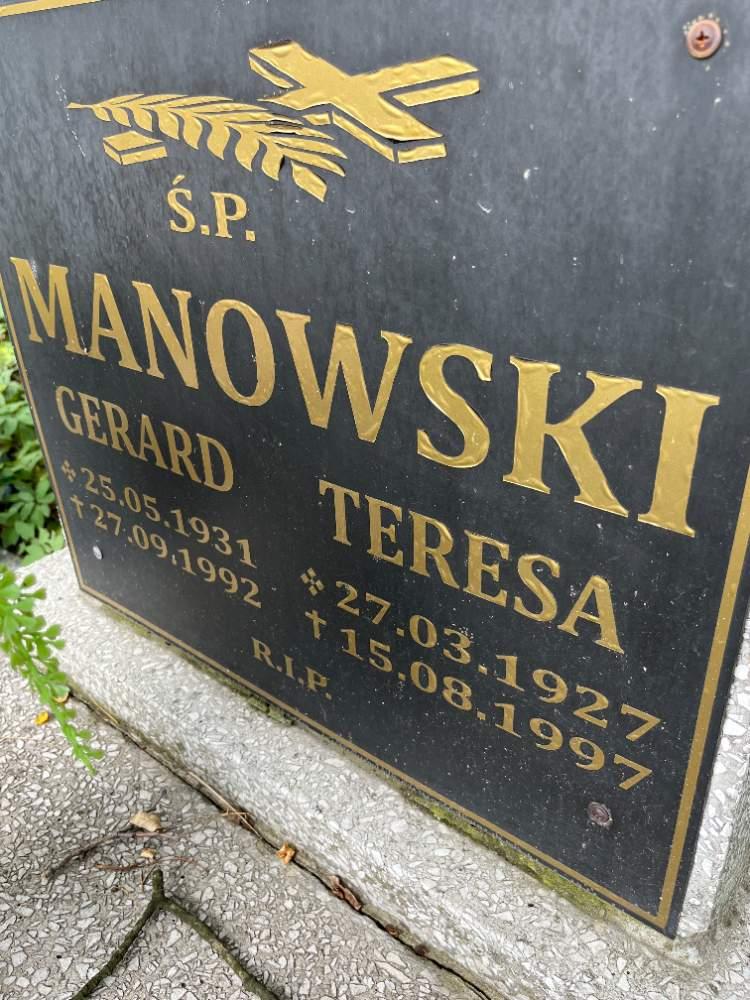 Ś.P.
MANOWSKI
GERARD
25.05.1931
†27.09.1992
TERESA
27.03.1927
†15.08.1997
R.I.P.